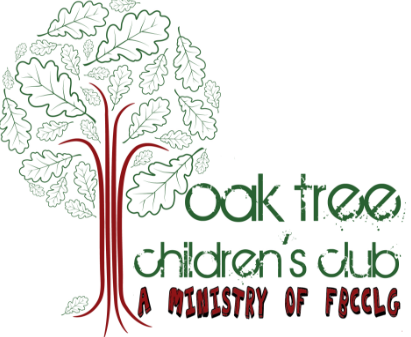 oak tree
children's club
A MINISTRY OF FBCCLG